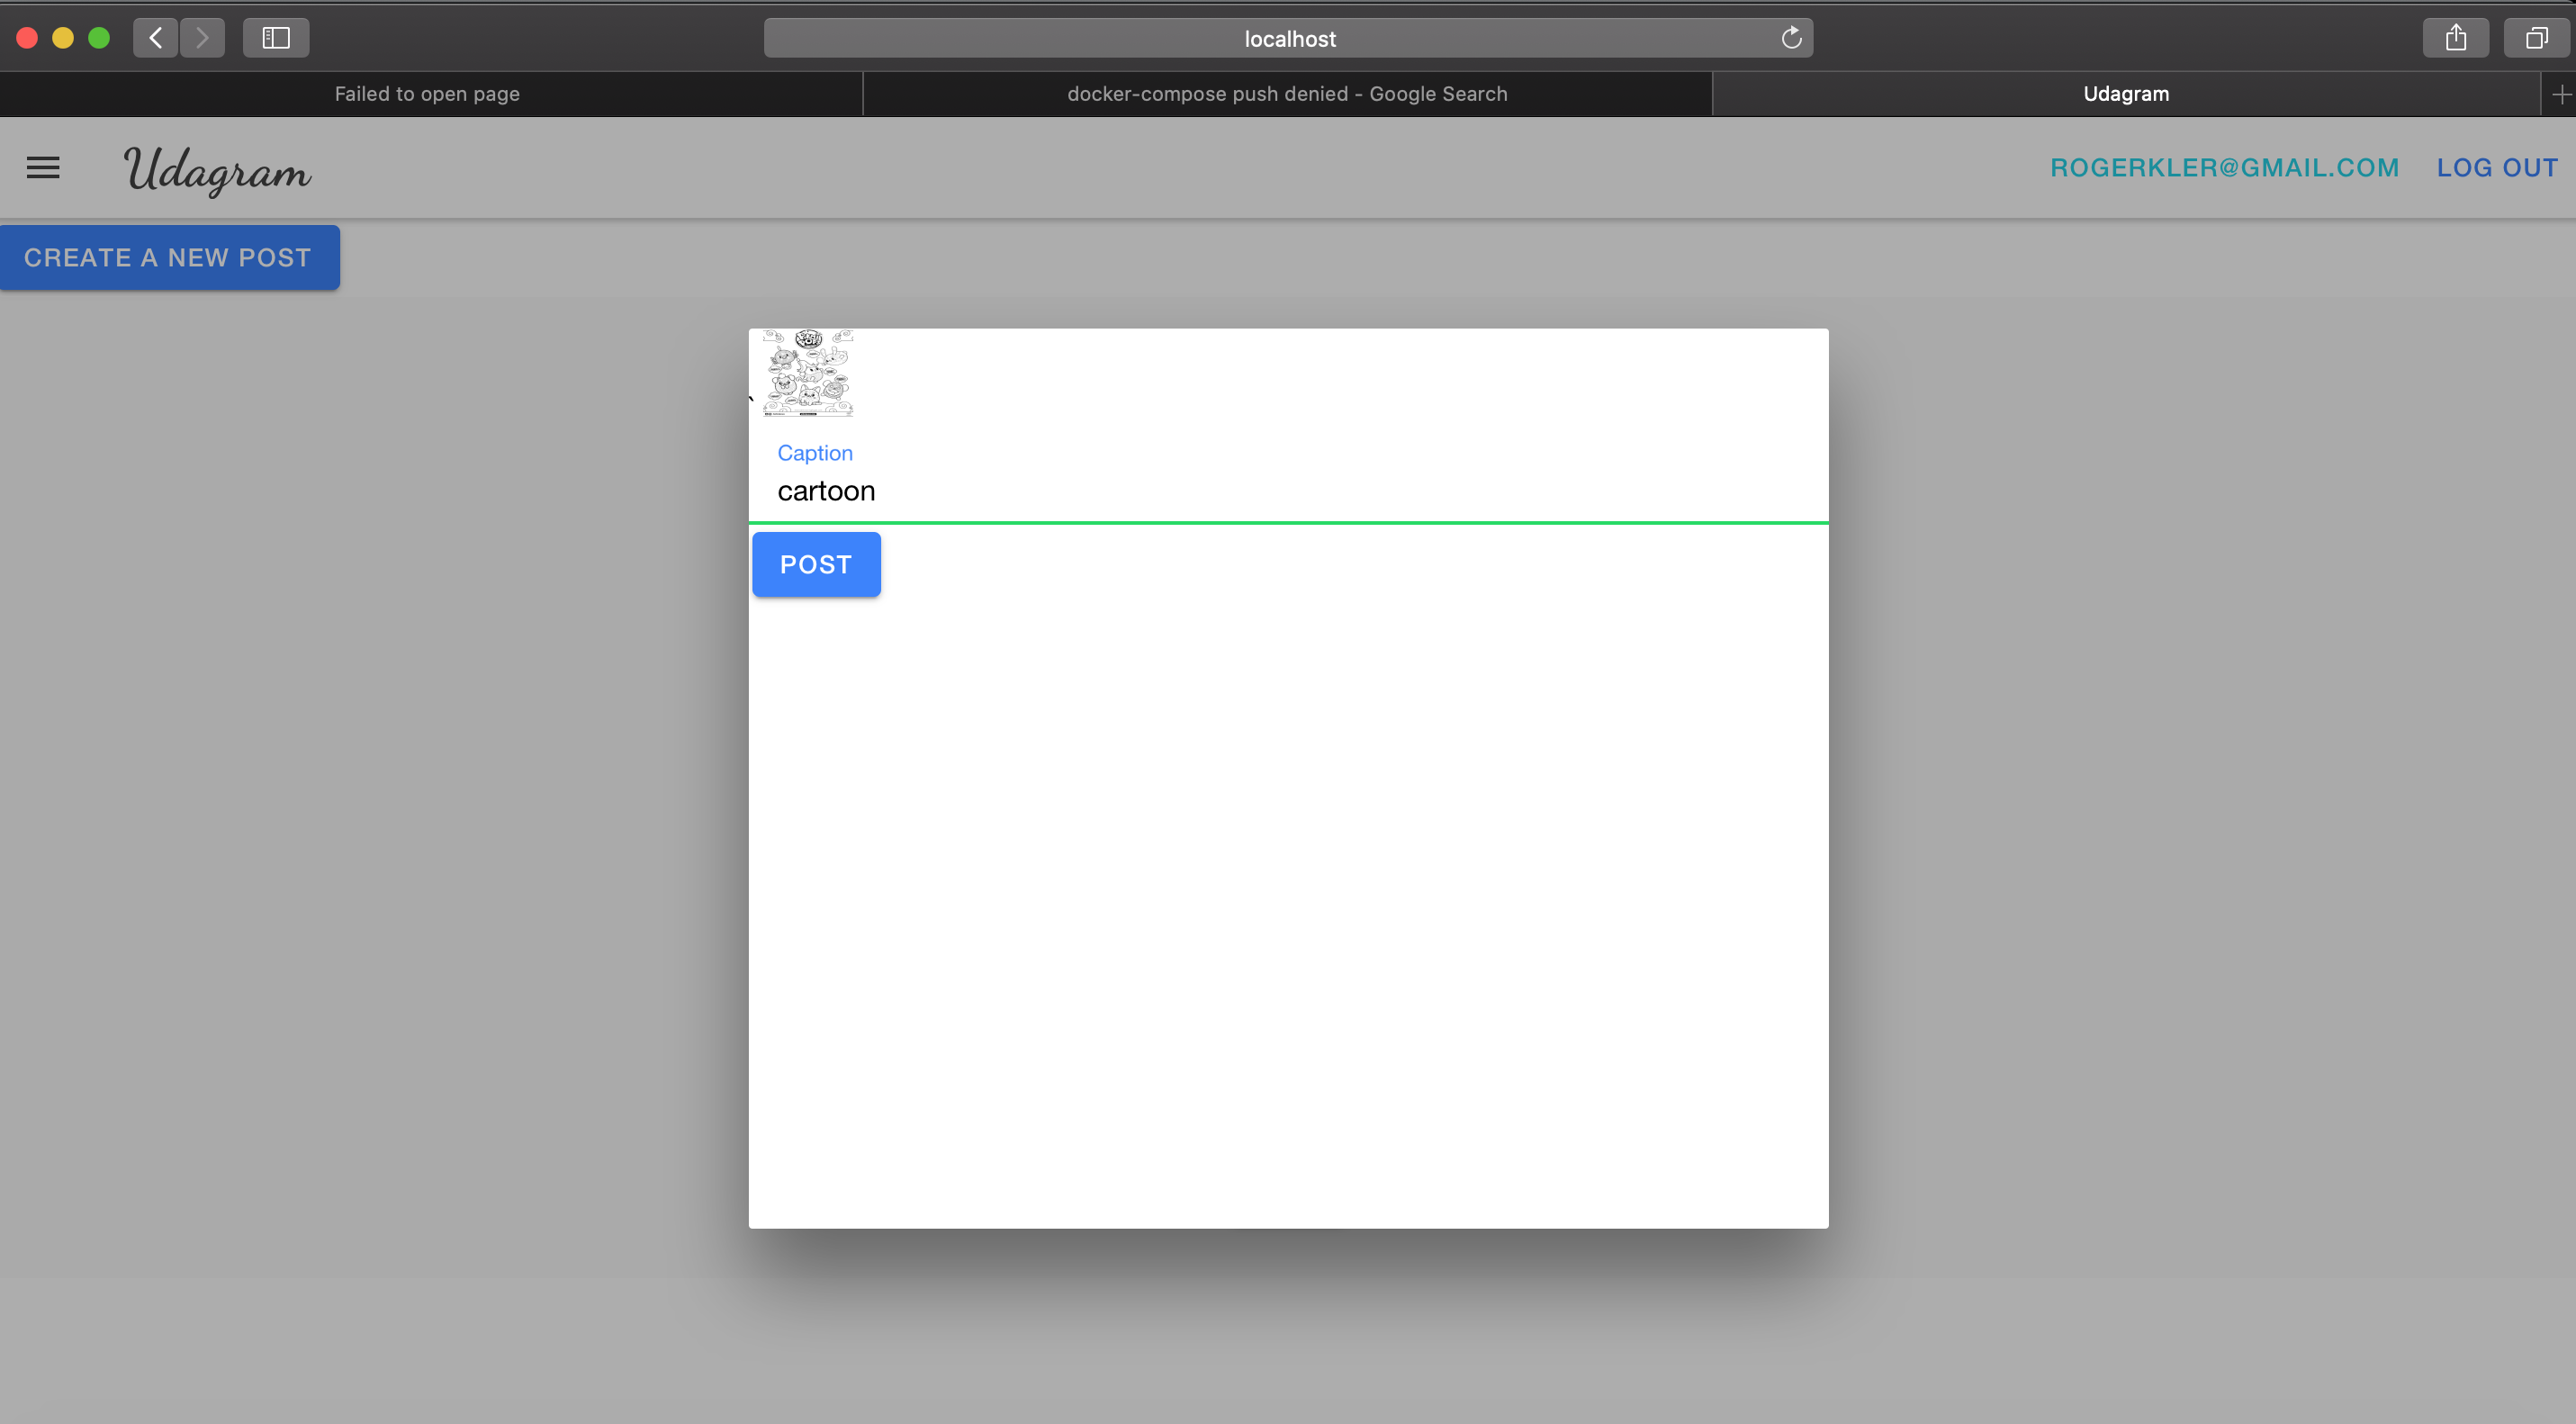 localhost
Failed to open page
docker-compose push denied - Google Search
Udagram
Udagram
ROGERKLER@GMAIL.COM
LOG OUT
CREATE A NEW POST
`
Caption
cartoon
POST